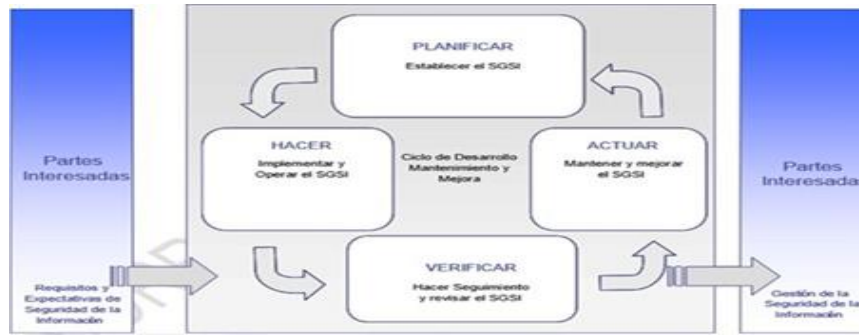 Partes
Interesadas
Requisitos y
Expectativas de
Seguridad de la
Información
PLANIFICAR
Establecer el SGSI
HACER
Implementar y
Operar el SGSI
Ciclo de Desarrollo
Mantenimiento y
Mejora
ACTUAR
Mantener y mejorar
el SGSI
VERIFICAR
Hacer Seguimiento
y revisar el SGSI
Partes
Interesadas
Gestión de la
Seguridad de la
Información